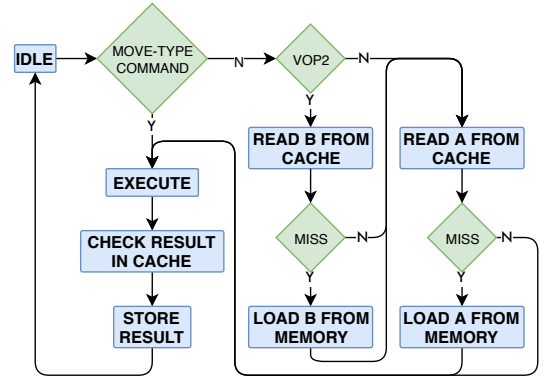 IDLE
MOVE-TYPE
COMMAND
N
VOP2
N
Y
Y
READ B FROM
CACHE
READ A FROM
CACHE
EXECUTE
MISS
N
MISS
N
CHECK RESULT
IN CACHE
Y
Y
STORE
RESULT
LOAD B FROM
MEMORY
LOAD A FROM
MEMORY